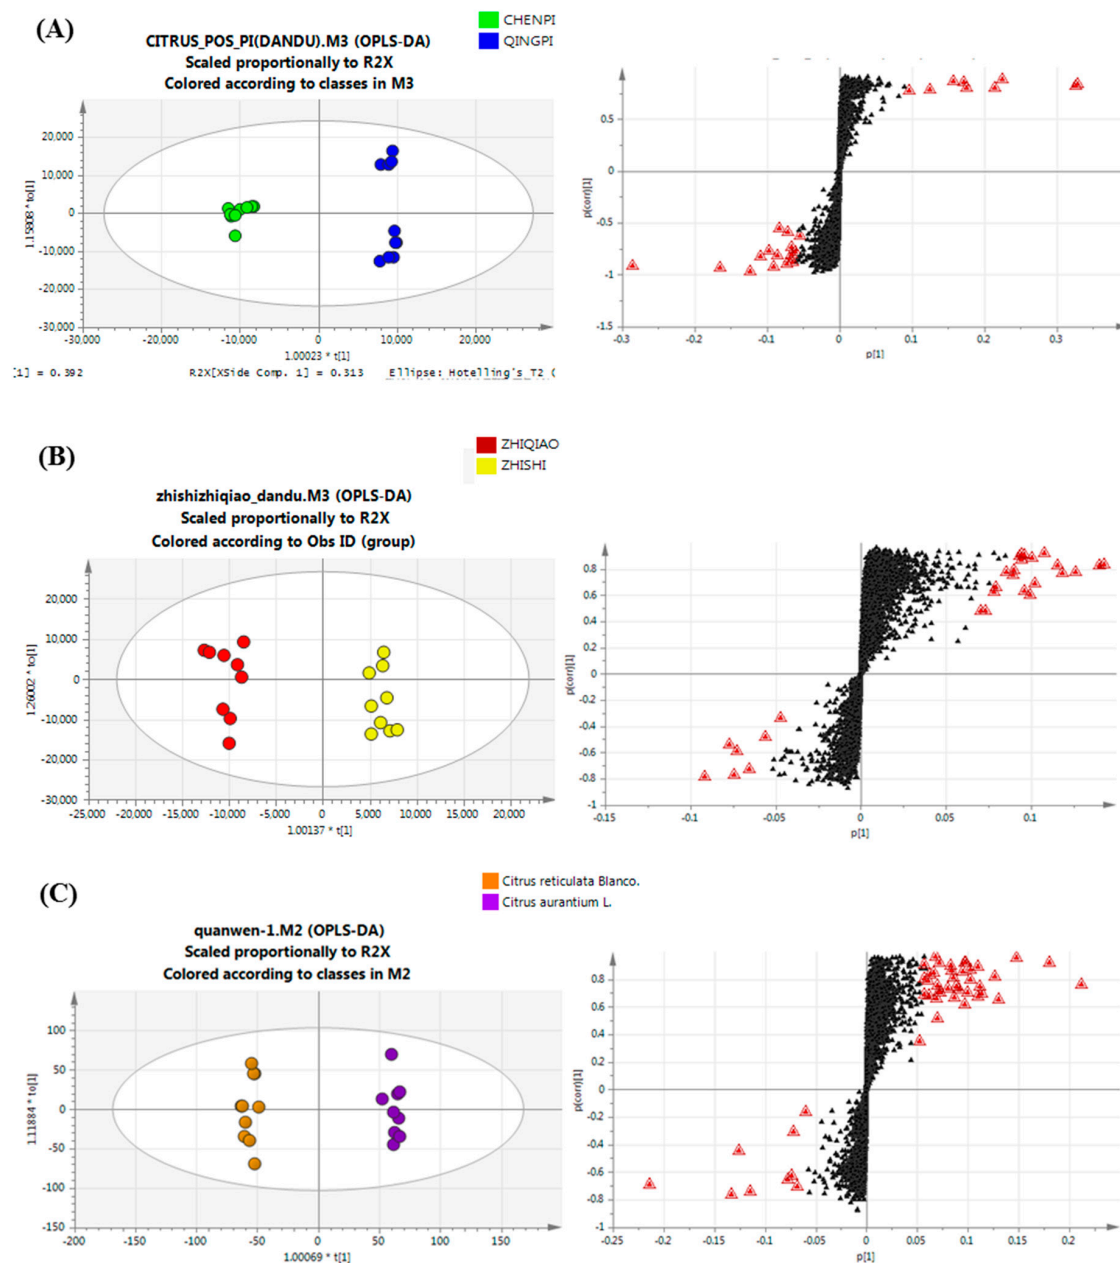 (A)
CHENPI
QINGPI
CITRUS_POS_PI(DANDU).M3 (OPLS-DA)
Scaled proportionally to R2X
Colored according to classes in M3
1.15808 * to[1]
20,000
10,000
0
-10,000
-20,000
-30,000
-30,000
-20,000
-10,000
0
10,000
20,000
1.00023 * t[1]
[1] = 0.392
R2X[XSide Comp. 1] = 0.313
Ellipse: Hotelling's T2 (
p(corr)[1]
0.5
0
-0.5
-1
-1.5
-0.3
-0.2
-0.1
0
0.1
0.2
0.3
p[1]
(B)
ZHIQIAO
ZHISHI
zhishizhiqiao_dandu.M3 (OPLS-DA)
Scaled proportionally to R2X
Colored according to Obs ID (group)
1.26002 * to[1]
20,000
10,000
0
-10,000
-20,000
-30,000
-25,000
-20,000
-15,000
-10,000
-5,000
0
5,000
10,000
15,000
20,000
1.00137 * t[1]
p(corr)[1]
0.8
0.6
0.4
0.2
0
-0.2
-0.4
-0.6
-0.8
-1
-0.15
-0.1
-0.05
0
0.05
0.1
p[1]
(C)
Citrus reticulata Blanco.
Citrus aurantium L.
quanwen-1.M2 (OPLS-DA)
Scaled proportionally to R2X
Colored according to classes in M2
1.11884 * to[1]
100
50
0
-50
-100
-150
-200
-150
-100
-50
0
50
100
150
1.00069 * t[1]
p(corr)[1]
0.8
0.6
0.4
0.2
0
-0.2
-0.4
-0.6
-0.8
-1
-0.25
-0.2
-0.15
-0.1
-0.05
0
0.05
0.1
0.15
0.2
p[1]